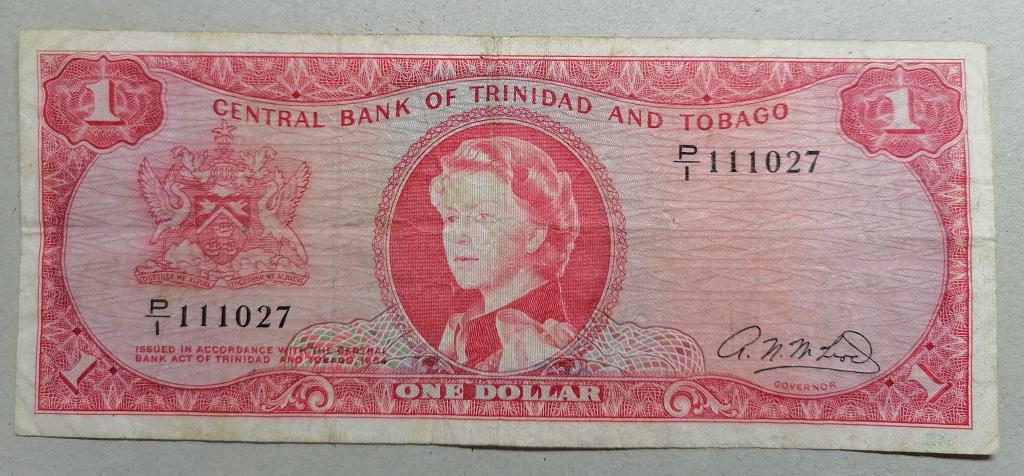 1
1
CENTRAL BANK OF TRINIDAD AND TOBAGO
P/1 111027
TOGETHER WE ASPIRE TOGETHER WE ACHIEVE
P/1 111027
ISSUED IN ACCORDANCE WITH THE CENTRAL
BANK ACT OF TRINIDAD AND TOBAGO, 1964
A. N. McLeod
GOVERNOR
1
ONE DOLLAR
1